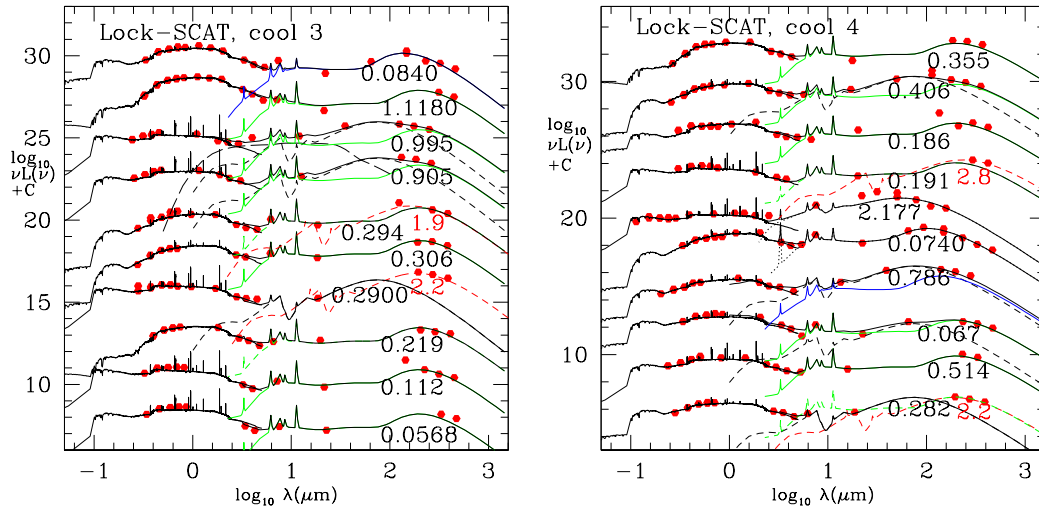 Lock-SCAT, cool 3
30
25
20
15
10
log₁₀
νL(ν)
+C
0.0840
1.1180
0.995
0.905
0.294 1.9
0.306
2.2
0.2900
0.219
0.112
0.0568
−1 0 1 2 3
log₁₀ λ(μm)
Lock-SCAT, cool 4
30
20
10
log₁₀
νL(ν)
+C
0.355
0.406
0.186
0.191 2.8
2.177
0.0740
0.786
0.067
0.514
0.282 2.2
−1 0 1 2 3
log₁₀ λ(μm)